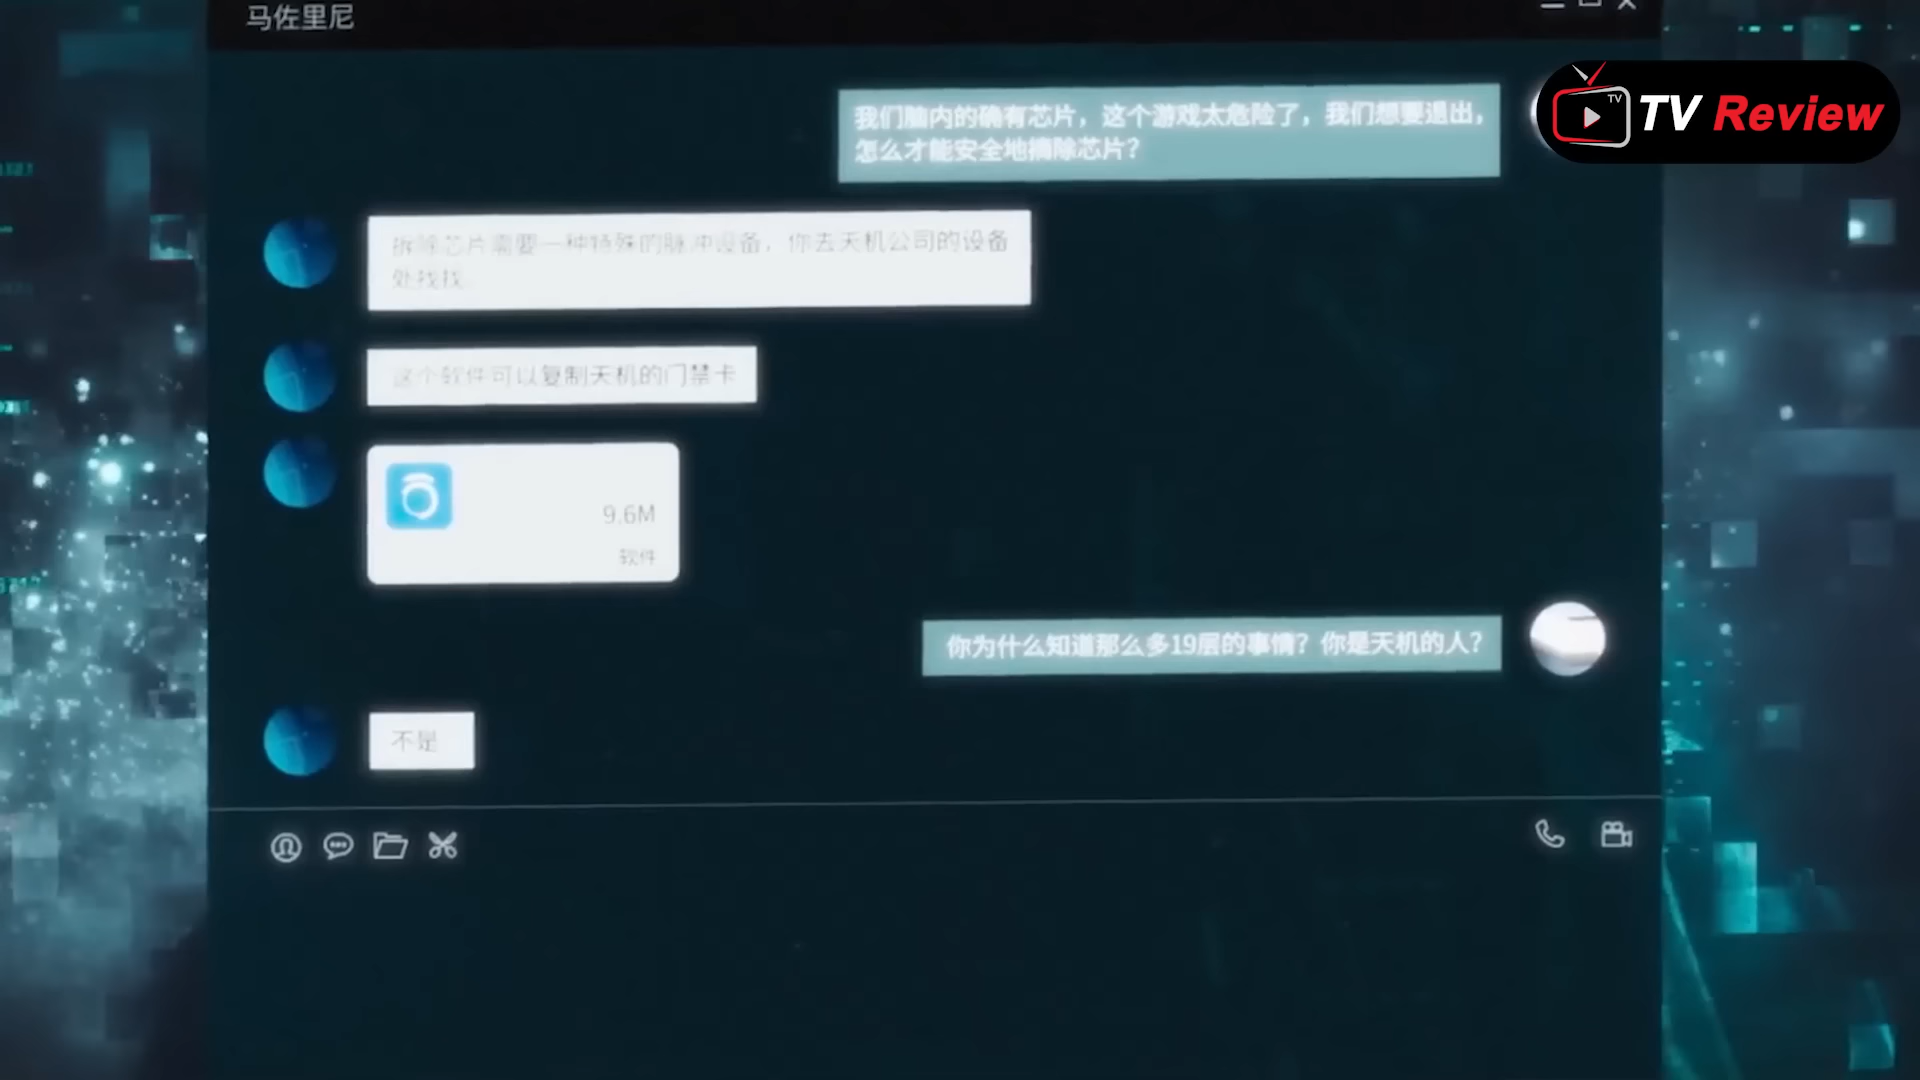 马佐里尼
TV
TV Review
我们脑内的确有芯片，这个游戏太危险了，我们想要退出，
怎么才能安全地摘除芯片？
拆除芯片需要一种特殊的脉冲设备，你去天机公司的设备
处找找
这个软件可以复制天机的门禁卡
9.6M
软件
你为什么知道那么多19层的事情？你是天机的人？
不是